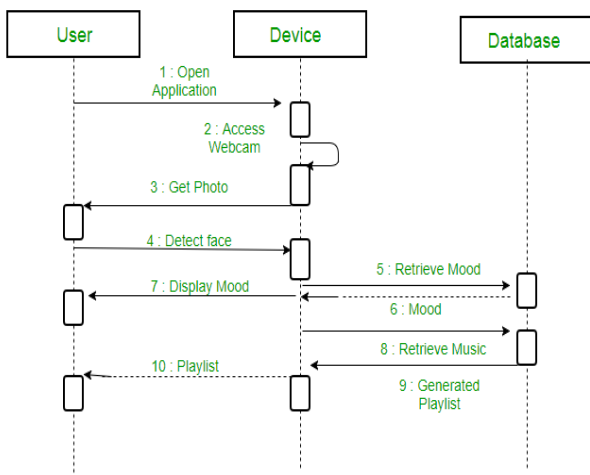 User
Device
Database
1 : Open
Application
2 : Access
Webcam
3 : Get Photo
4 : Detect face
5 : Retrieve Mood
7 : Display Mood
6 : Mood
8 : Retrieve Music
10 : Playlist
9 : Generated
Playlist